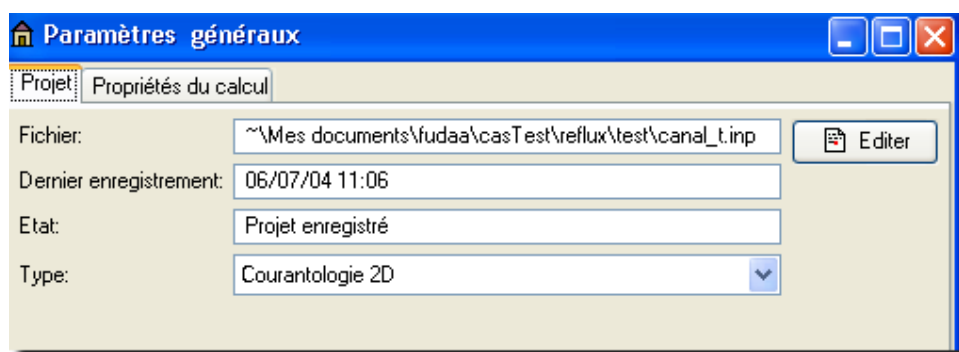 Paramètres généraux
Projet Propriétés du calcul
Fichier: ~\Mes documents\fudaa\casTest\reflux\test\canal_t.inp Editer
Dernier enregistrement: 06/07/04 11:06
Etat: Projet enregistré
Type: Courantologie 2D